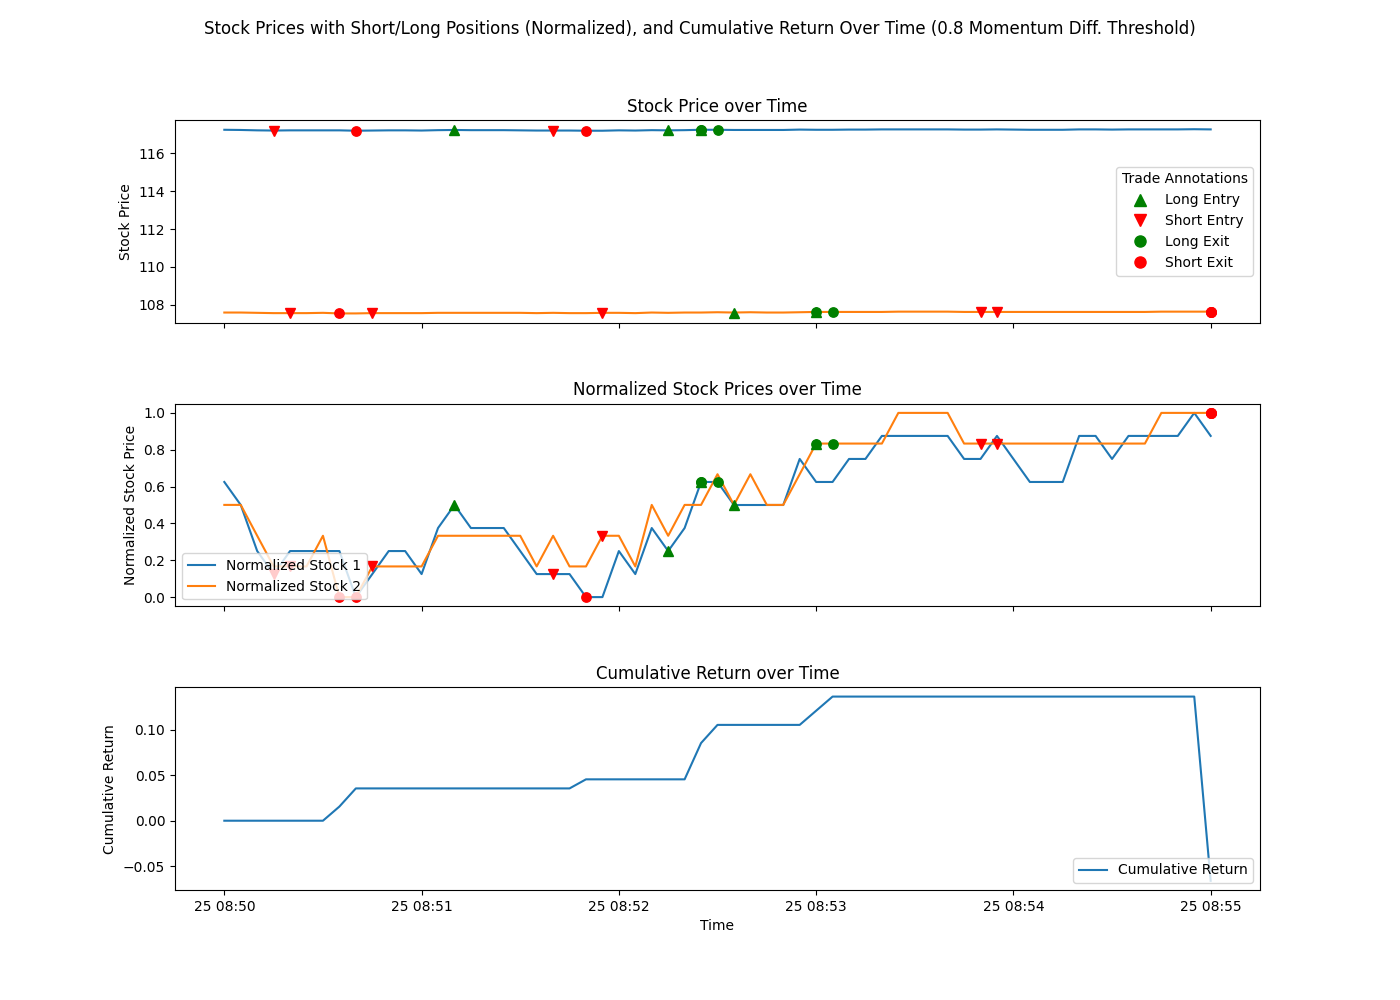 Stock Prices with Short/Long Positions (Normalized), and Cumulative Return Over Time (0.8 Momentum Diff. Threshold)
Stock Price over Time
Stock Price
116
114
112
110
108
Trade Annotations
Long Entry
Short Entry
Long Exit
Short Exit
Normalized Stock Prices over Time
Normalized Stock Price
1.0
0.8
0.6
0.4
0.2
0.0
Normalized Stock 1
Normalized Stock 2
Cumulative Return over Time
Cumulative Return
0.10
0.05
0.00
−0.05
Cumulative Return
25 08:50
25 08:51
25 08:52
25 08:53
25 08:54
25 08:55
Time